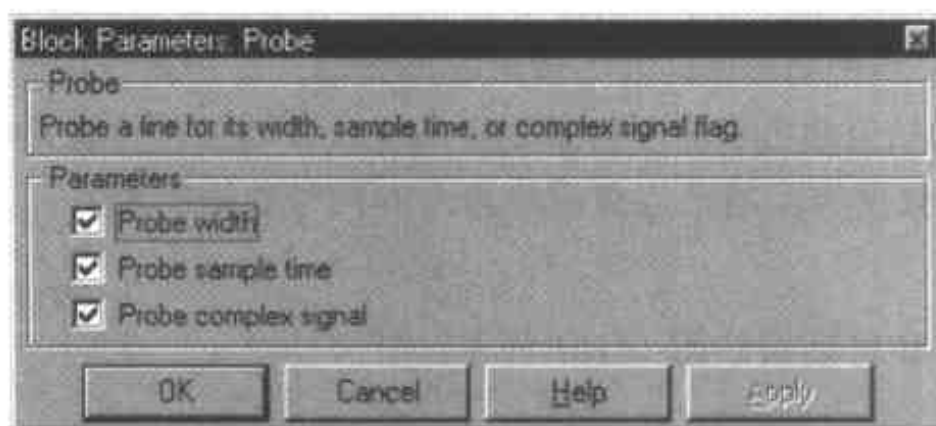 Block Parameters: Probe
Probe
Probe a line for its width, sample time, or complex signal flag.
Parameters
Probe width
Probe sample time
Probe complex signal
OK Cancel Help Apply